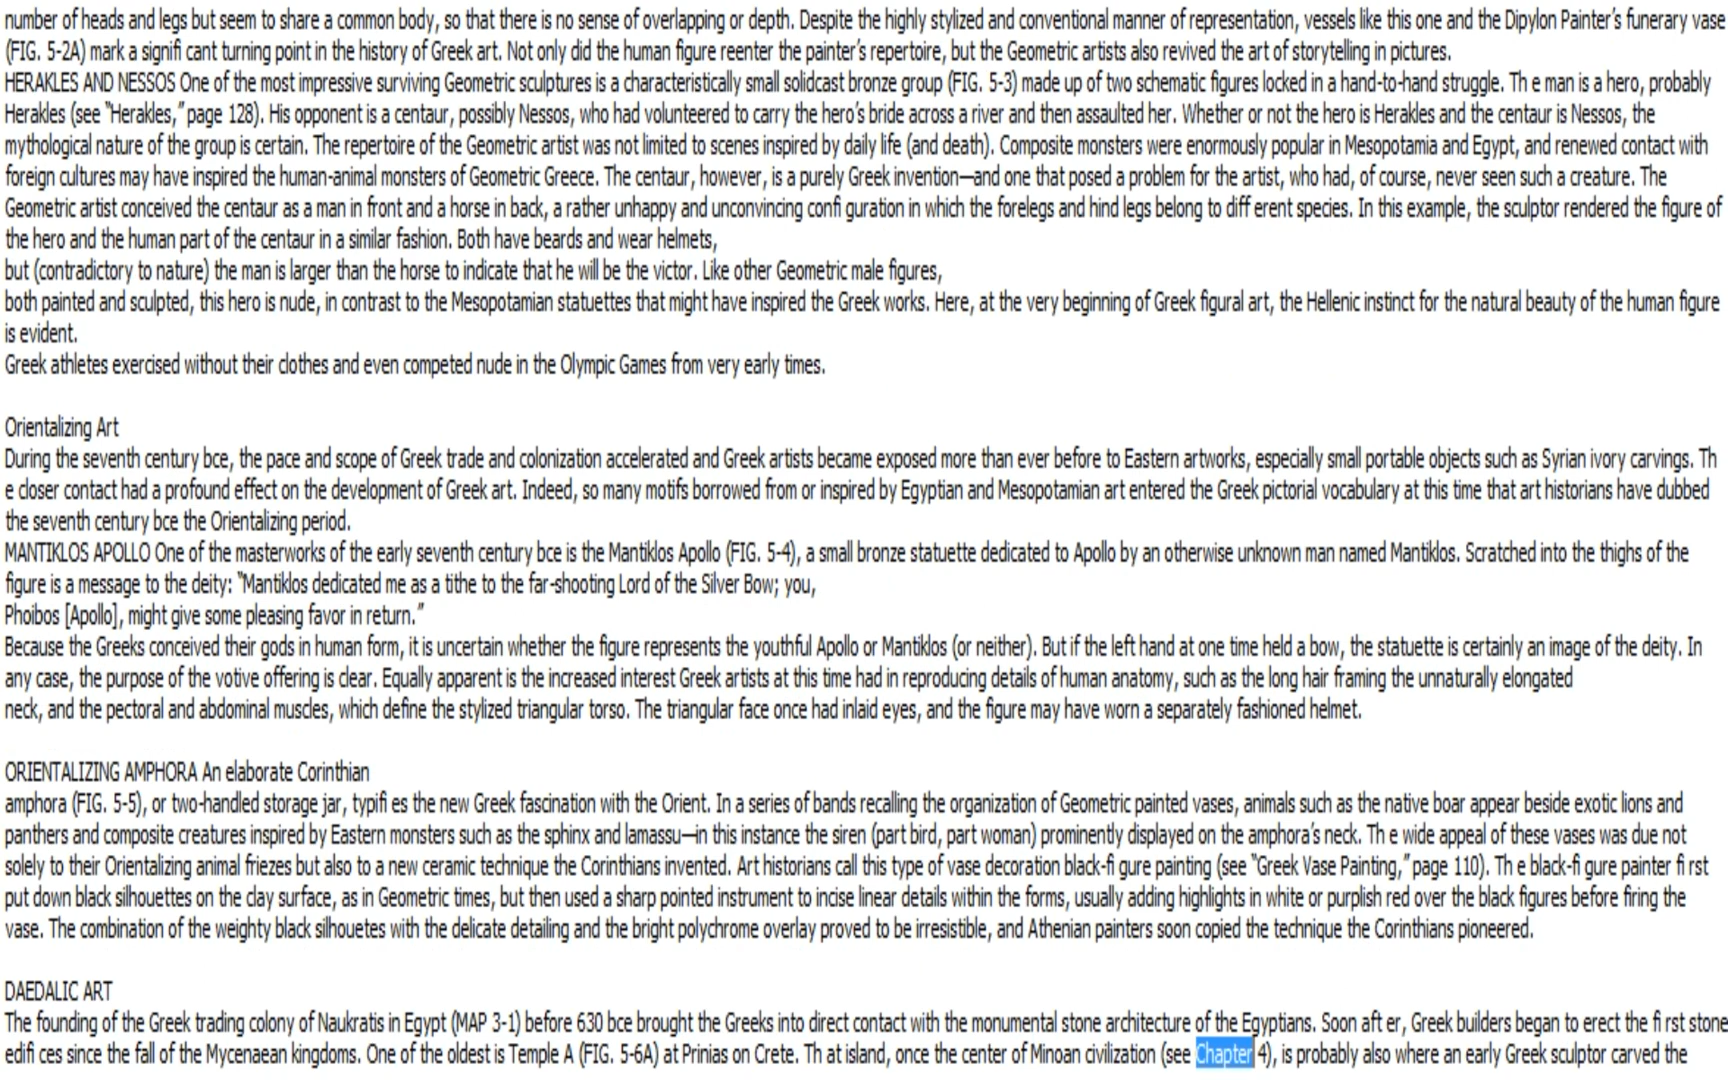 number of heads and legs but seem to share a common body, so that there is no sense of overlapping or depth. Despite the highly stylized and conventional manner of representation, vessels like this one and the Dipylon Painter’s funerary vase
(FIG. 5-2A) mark a signifi cant turning point in the history of Greek art. Not only did the human figure reenter the painter’s repertoire, but the Geometric artists also revived the art of storytelling in pictures.
HERAKLES AND NESSOS One of the most impressive surviving Geometric sculptures is a characteristically small solidcast bronze group (FIG. 5-3) made up of two schematic figures locked in a hand-to-hand struggle. Th e man is a hero, probably
Herakles (see “Herakles,” page 128). His opponent is a centaur, possibly Nessos, who had volunteered to carry the hero’s bride across a river and then assaulted her. Whether or not the hero is Herakles and the centaur is Nessos, the
mythological nature of the group is certain. The repertoire of the Geometric artist was not limited to scenes inspired by daily life (and death). Composite monsters were enormously popular in Mesopotamia and Egypt, and renewed contact with
foreign cultures may have inspired the human-animal monsters of Geometric Greece. The centaur, however, is a purely Greek invention—and one that posed a problem for the artist, who had, of course, never seen such a creature. The
Geometric artist conceived the centaur as a man in front and a horse in back, a rather unhappy and unconvincing confi guration in which the forelegs and hind legs belong to diff erent species. In this example, the sculptor rendered the figure of
the hero and the human part of the centaur in a similar fashion. Both have beards and wear helmets,
but (contradictory to nature) the man is larger than the horse to indicate that he will be the victor. Like other Geometric male figures,
both painted and sculpted, this hero is nude, in contrast to the Mesopotamian statuettes that might have inspired the Greek works. Here, at the very beginning of Greek figural art, the Hellenic instinct for the natural beauty of the human figure
is evident.
Greek athletes exercised without their clothes and even competed nude in the Olympic Games from very early times.
Orientalizing Art
During the seventh century bce, the pace and scope of Greek trade and colonization accelerated and Greek artists became exposed more than ever before to Eastern artworks, especially small portable objects such as Syrian ivory carvings. Th
e closer contact had a profound effect on the development of Greek art. Indeed, so many motifs borrowed from or inspired by Egyptian and Mesopotamian art entered the Greek pictorial vocabulary at this time that art historians have dubbed
the seventh century bce the Orientalizing period.
MANTIKLOS APOLLO One of the masterworks of the early seventh century bce is the Mantiklos Apollo (FIG. 5-4), a small bronze statuette dedicated to Apollo by an otherwise unknown man named Mantiklos. Scratched into the thighs of the
figure is a message to the deity: “Mantiklos dedicated me as a tithe to the far-shooting Lord of the Silver Bow; you,
Phoibos [Apollo], might give some pleasing favor in return.”
Because the Greeks conceived their gods in human form, it is uncertain whether the figure represents the youthful Apollo or Mantiklos (or neither). But if the left hand at one time held a bow, the statuette is certainly an image of the deity. In
any case, the purpose of the votive offering is clear. Equally apparent is the increased interest Greek artists at this time had in reproducing details of human anatomy, such as the long hair framing the unnaturally elongated
neck, and the pectoral and abdominal muscles, which define the stylized triangular torso. The triangular face once had inlaid eyes, and the figure may have worn a separately fashioned helmet.
ORIENTALIZING AMPHORA An elaborate Corinthian
amphora (FIG. 5-5), or two-handled storage jar, typifi es the new Greek fascination with the Orient. In a series of bands recalling the organization of Geometric painted vases, animals such as the native boar appear beside exotic lions and
panthers and composite creatures inspired by Eastern monsters such as the sphinx and lamassu—in this instance the siren (part bird, part woman) prominently displayed on the amphora’s neck. Th e wide appeal of these vases was due not
solely to their Orientalizing animal friezes but also to a new ceramic technique the Corinthians invented. Art historians call this type of vase decoration black-fi gure painting (see “Greek Vase Painting,” page 110). Th e black-fi gure painter fi rst
put down black silhouettes on the clay surface, as in Geometric times, but then used a sharp pointed instrument to incise linear details within the forms, usually adding highlights in white or purplish red over the black figures before firing the
vase. The combination of the weighty black silhouetes with the delicate detailing and the bright polychrome overlay proved to be irresistible, and Athenian painters soon copied the technique the Corinthians pioneered.
DAEDALIC ART
The founding of the Greek trading colony of Naukratis in Egypt (MAP 3-1) before 630 bce brought the Greeks into direct contact with the monumental stone architecture of the Egyptians. Soon aft er, Greek builders began to erect the fi rst stone
edifi ces since the fall of the Mycenaean kingdoms. One of the oldest is Temple A (FIG. 5-6A) at Prinias on Crete. Th at island, once the center of Minoan civilization (see Chapter 4), is probably also where an early Greek sculptor carved the